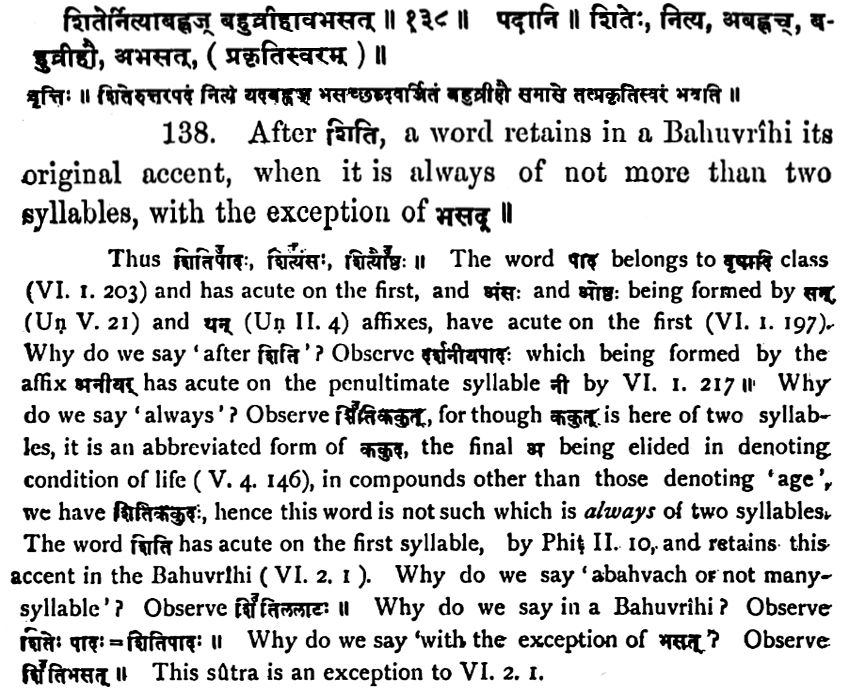 शितेर्नित्याबह्वज् बहुव्रीहावभसत् ॥ १३८ ॥ पदानि ॥ शितेः, नित्य, अबह्वच्, ब-
हुव्रीहौ, अभसत्, ( प्रकृतिस्वरम् ) ॥
वृत्तिः ॥ शितेरुत्तरपदं नित्यं यदबह्वज् भसच्छब्दवर्जितं बहुव्रीहौ समासे तत्प्रकृतिस्वरं भवति ॥
138. After शिति, a word retains in a Bahuvrîhi its
original accent, when it is always of not more than two
syllables, with the exception of भसद् ॥
Thus शितिपा॑दः, शित्यं॑सः, शित्यो॑ष्ठः ॥ The word पाद belongs to वृषादि class
(VI. 1. 203) and has acute on the first, and अंसः and ओष्ठः being formed by सन्
(Uṇ V. 21) and थन् (Uṇ II. 4) affixes, have acute on the first (VI. 1. 197).
Why do we say 'after शिति'? Observe दर्शनीयपादः which being formed by the
affix अनीयर् has acute on the penultimate syllable नी by VI. 1. 217 ॥ Why
do we say 'always'? Observe शि॑तिककुत्, for though ककुत् is here of two syllab-
les, it is an abbreviated form of ककुद, the final अ being elided in denoting
condition of life ( V. 4. 146), in compounds other than those denoting 'age',
we have शितिककुदः, hence this word is not such which is always of two syllables.
The word शिति has acute on the first syllable, by Phiṭ II. 10, and retains this
accent in the Bahuvrîhi ( VI. 2. 1 ). Why do we say 'abahvach or not many-
syllable'? Observe शि॑तिललाटः ॥ Why do we say in a Bahuvrîhi? Observe
शितेः पादः = शितिपादः ॥ Why do we say 'with the exception of भसत्'? Observe
शि॑तिभसत् ॥ This sûtra is an exception to VI. 2. 1.